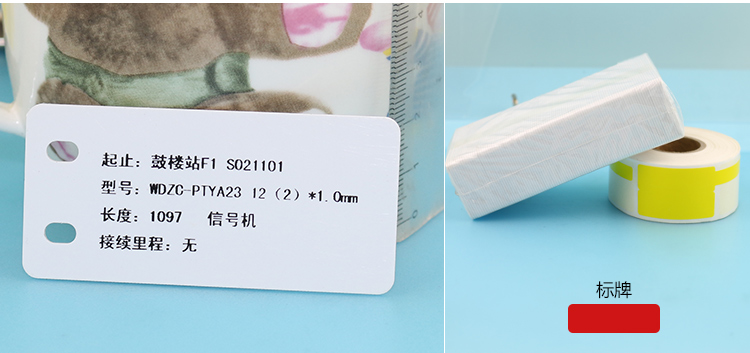 起止：鼓楼站F1 S021101
型号：WDZC-PTYA23 12（2）*1.0mm
长度：1097 信号机
接续里程：无
标牌